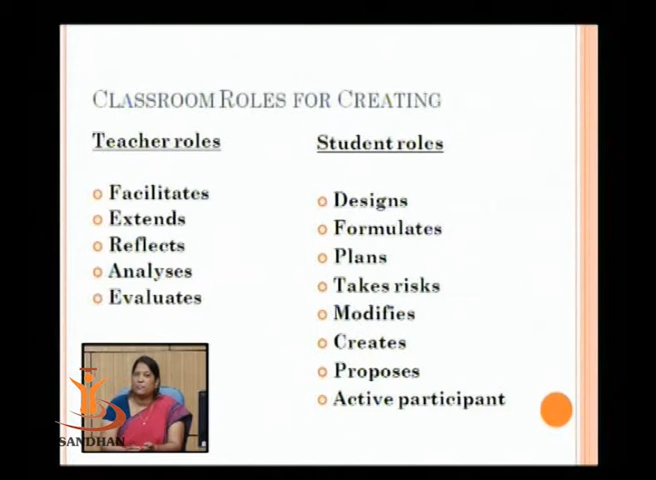 CLASSROOM ROLES FOR CREATING
Teacher roles
Facilitates
Extends
Reflects
Analyses
Evaluates
Student roles
Designs
Formulates
Plans
Takes risks
Modifies
Creates
Proposes
Active participant
SANDHAN